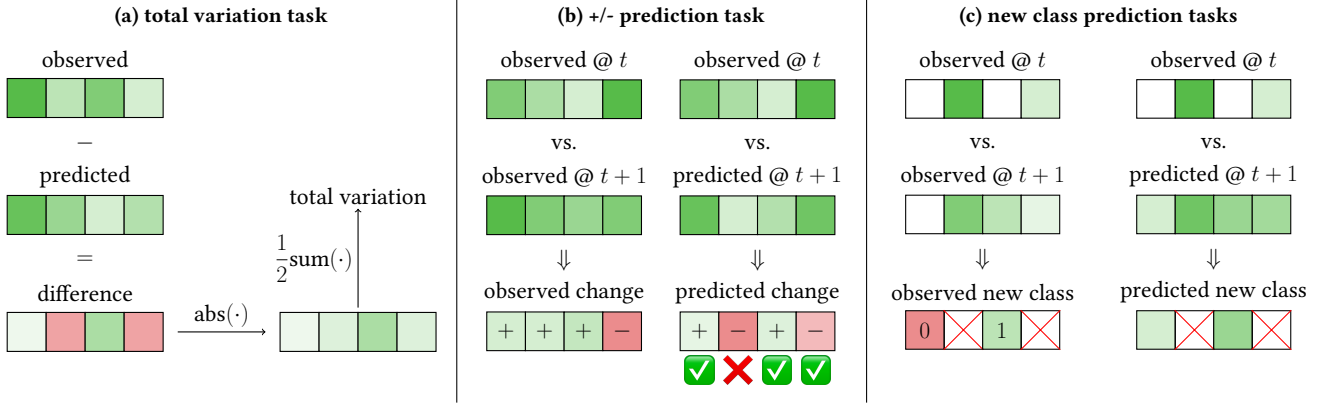 (a) total variation task
observed
−
predicted
=
difference
abs(·)
1/2 sum(·)
total variation
(b) +/- prediction task
observed @ t
observed @ t
vs.
vs.
observed @ t + 1
predicted @ t + 1
⇓
⇓
observed change
predicted change
+ + + −
+ − + −
(c) new class prediction tasks
observed @ t
observed @ t
vs.
vs.
observed @ t + 1
predicted @ t + 1
⇓
⇓
observed new class
predicted new class
0 1